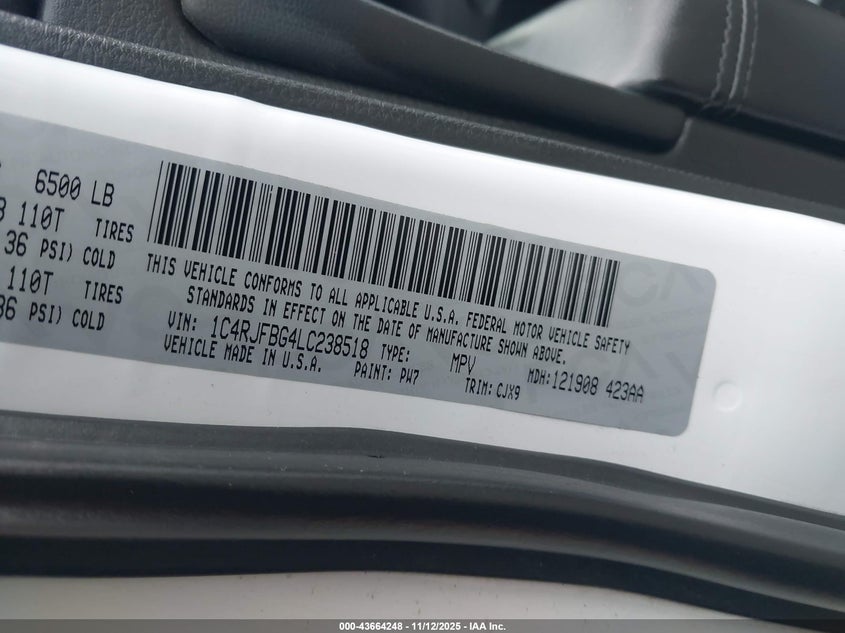 6500 LB
110T TIRES
36 PSI) COLD
110T TIRES
36 PSI) COLD
THIS VEHICLE CONFORMS TO ALL APPLICABLE U.S.A. FEDERAL MOTOR VEHICLE SAFETY
STANDARDS IN EFFECT ON THE DATE OF MANUFACTURE SHOWN ABOVE.
VIN: 1C4RJFBG4LC238518 TYPE: MPV MDH:121908 423AA
VEHICLE MADE IN U.S.A. PAINT: PW7 TRIM: CJX9
000-43664248 - 11/12/2025 - IAA Inc.